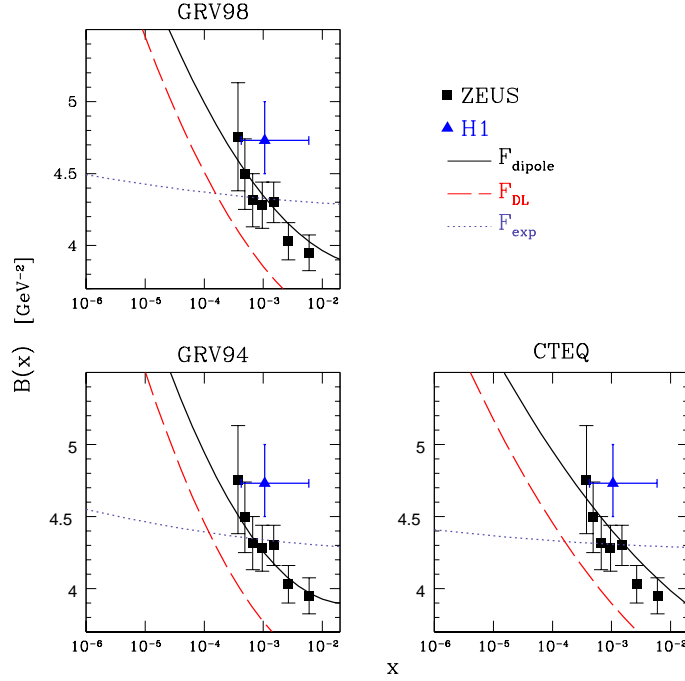 GRV98
5
4.5
4
10⁻⁶ 10⁻⁵ 10⁻⁴ 10⁻³ 10⁻²
ZEUS
H1
F_dipole
F_DL
F_exp
B(x) [GeV⁻²]
GRV94
5
4.5
4
10⁻⁶ 10⁻⁵ 10⁻⁴ 10⁻³ 10⁻²
CTEQ
5
4.5
4
10⁻⁶ 10⁻⁵ 10⁻⁴ 10⁻³ 10⁻²
x